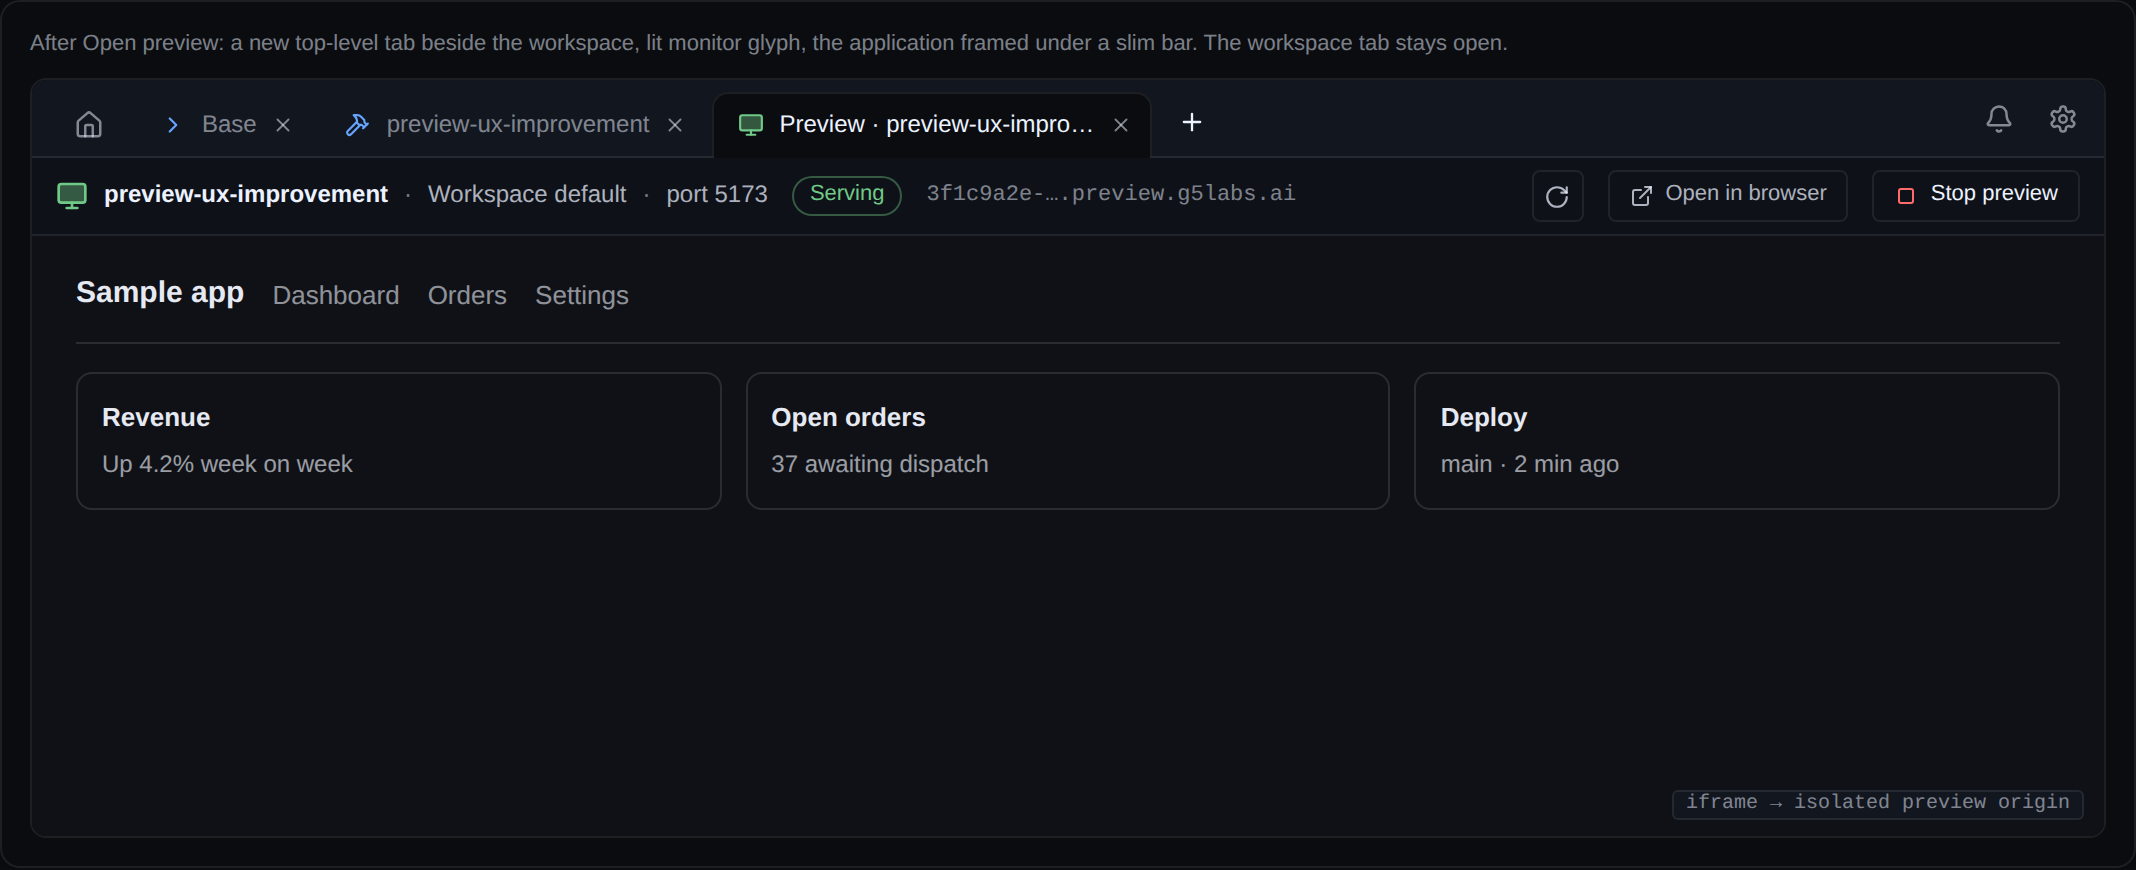 After Open preview: a new top-level tab beside the workspace, lit monitor glyph, the application framed under a slim bar. The workspace tab stays open.
Base preview-ux-improvement Preview · preview-ux-impro…
preview-ux-improvement · Workspace default · port 5173 Serving 3f1c9a2e-….preview.g5labs.ai Open in browser Stop preview
Sample app Dashboard Orders Settings
Revenue
Up 4.2% week on week
Open orders
37 awaiting dispatch
Deploy
main · 2 min ago
iframe → isolated preview origin